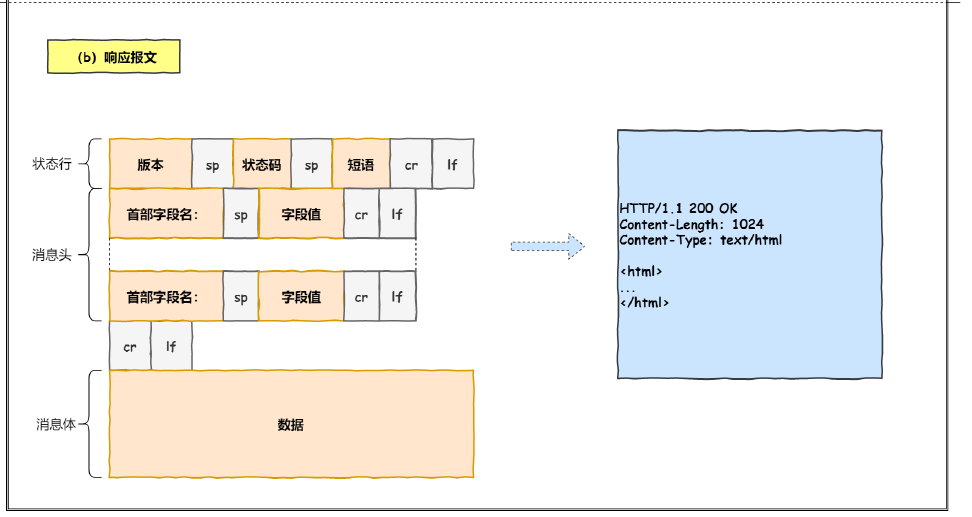 （b）响应报文
状态行
版本 sp 状态码 sp 短语 cr lf
消息头
首部字段名： sp 字段值 cr lf
首部字段名： sp 字段值 cr lf
cr lf
消息体
数据
HTTP/1.1 200 OK
Content-Length: 1024
Content-Type: text/html
<html>
...
</html>